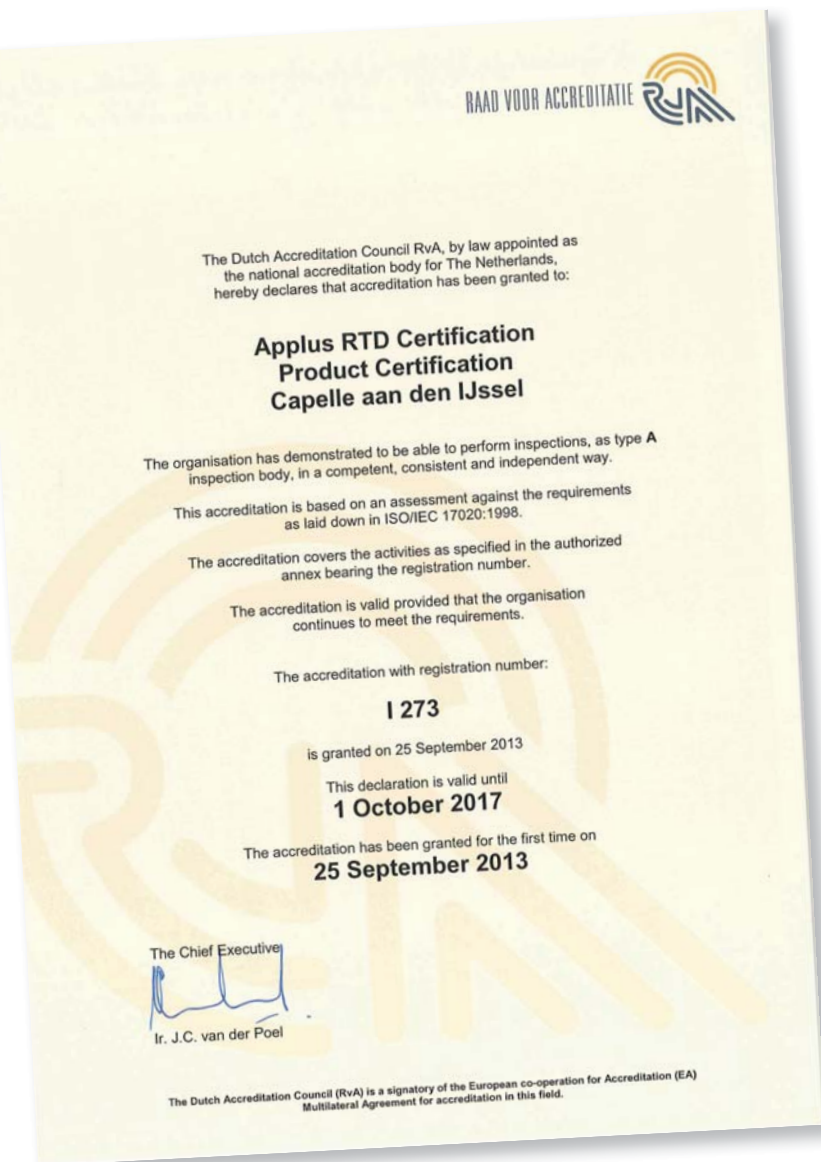 RAAD VOOR ACCREDITATIE RVA
The Dutch Accreditation Council RvA, by law appointed as
the national accreditation body for The Netherlands,
hereby declares that accreditation has been granted to:
Applus RTD Certification
Product Certification
Capelle aan den IJssel
The organisation has demonstrated to be able to perform inspections, as type A
inspection body, in a competent, consistent and independent way.
This accreditation is based on an assessment against the requirements
as laid down in ISO/IEC 17020:1998.
The accreditation covers the activities as specified in the authorized
annex bearing the registration number.
The accreditation is valid provided that the organisation
continues to meet the requirements.
The accreditation with registration number:
I 273
is granted on 25 September 2013
This declaration is valid until
1 October 2017
The accreditation has been granted for the first time on
25 September 2013
The Chief Executive
Ir. J.C. van der Poel
The Dutch Accreditation Council (RvA) is a signatory of the European co-operation for Accreditation (EA)
Multilateral Agreement for accreditation in this field.